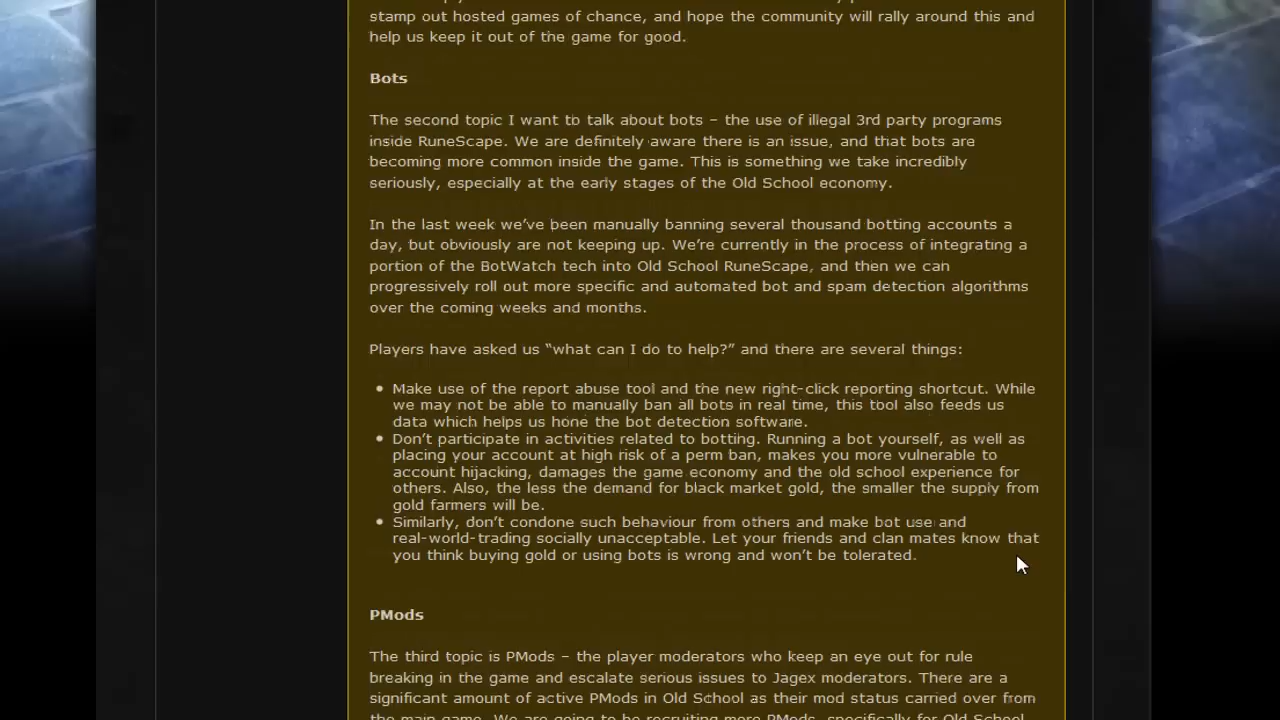 stamp out hosted games of chance, and hope the community will rally around this and
help us keep it out of the game for good.
Bots
The second topic I want to talk about bots – the use of illegal 3rd party programs
inside RuneScape. We are definitely aware there is an issue, and that bots are
becoming more common inside the game. This is something we take incredibly
seriously, especially at the early stages of the Old School economy.
In the last week we’ve been manually banning several thousand botting accounts a
day, but obviously are not keeping up. We’re currently in the process of integrating a
portion of the BotWatch tech into Old School RuneScape, and then we can
progressively roll out more specific and automated bot and spam detection algorithms
over the coming weeks and months.
Players have asked us “what can I do to help?” and there are several things:
• Make use of the report abuse tool and the new right-click reporting shortcut. While
we may not be able to manually ban all bots in real time, this tool also feeds us
data which helps us hone the bot detection software.
• Don’t participate in activities related to botting. Running a bot yourself, as well as
placing your account at high risk of a perm ban, makes you more vulnerable to
account hijacking, damages the game economy and the old school experience for
others. Also, the less the demand for black market gold, the smaller the supply from
gold farmers will be.
• Similarly, don’t condone such behaviour from others and make bot use and
real-world-trading socially unacceptable. Let your friends and clan mates know that
you think buying gold or using bots is wrong and won’t be tolerated.
PMods
The third topic is PMods – the player moderators who keep an eye out for rule
breaking in the game and escalate serious issues to Jagex moderators. There are a
significant amount of active PMods in Old School as their mod status carried over from
the main game. We are going to be recruiting more PMods, specifically for Old School